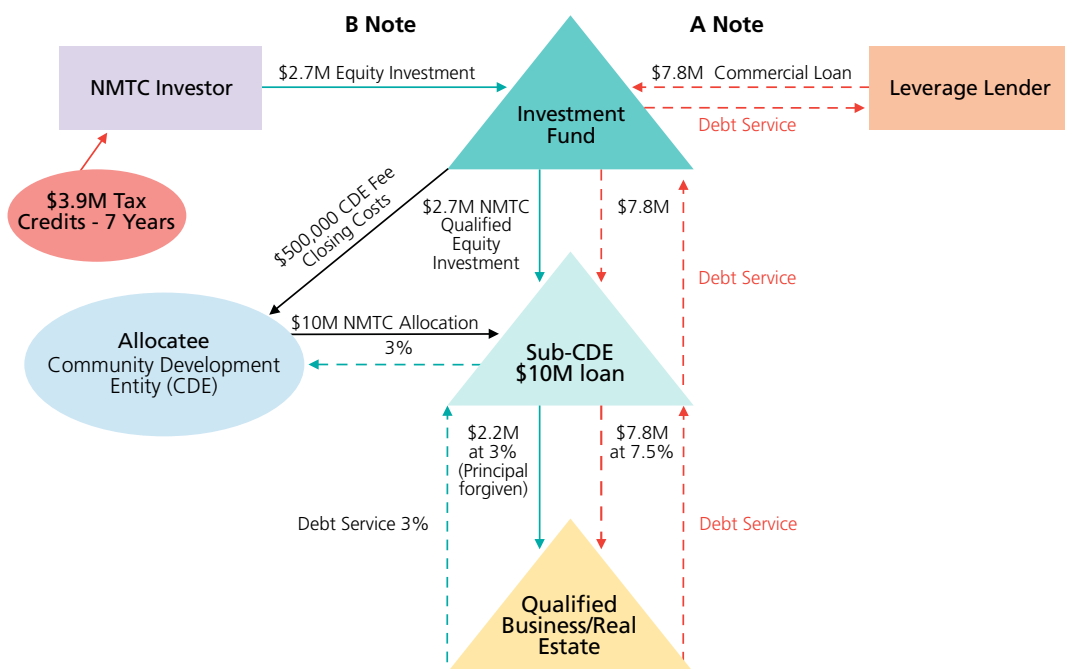 B Note
A Note
NMTC Investor
$2.7M Equity Investment
Investment
Fund
$7.8M Commercial Loan
Debt Service
Leverage Lender
$3.9M Tax
Credits - 7 Years
$500,000 CDE Fee
Closing Costs
$2.7M NMTC
Qualified
Equity
Investment
$7.8M
Debt Service
Allocatee
Community Development
Entity (CDE)
$10M NMTC Allocation
3%
Sub-CDE
$10M loan
$2.2M
at 3%
(Principal
forgiven)
$7.8M
at 7.5%
Debt Service 3%
Debt Service
Qualified
Business/Real
Estate